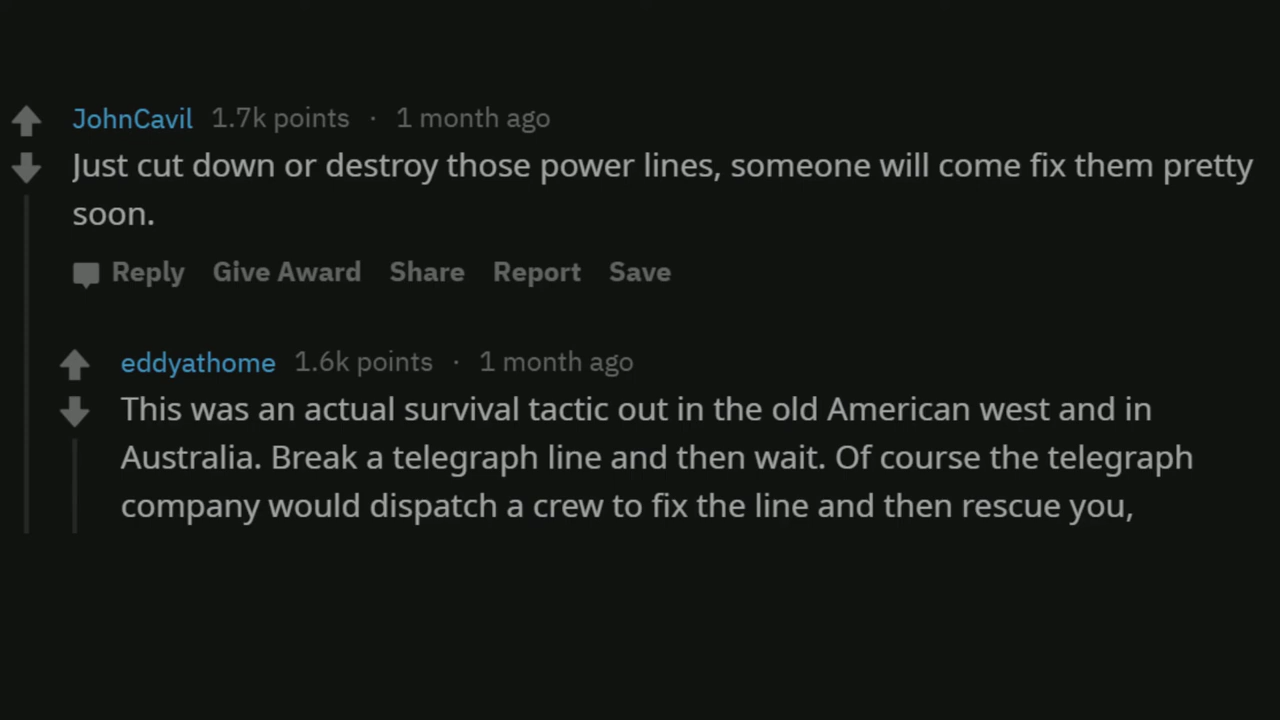 JohnCavil 1.7k points · 1 month ago
Just cut down or destroy those power lines, someone will come fix them pretty
soon.
Reply Give Award Share Report Save
eddyathome 1.6k points · 1 month ago
This was an actual survival tactic out in the old American west and in
Australia. Break a telegraph line and then wait. Of course the telegraph
company would dispatch a crew to fix the line and then rescue you,